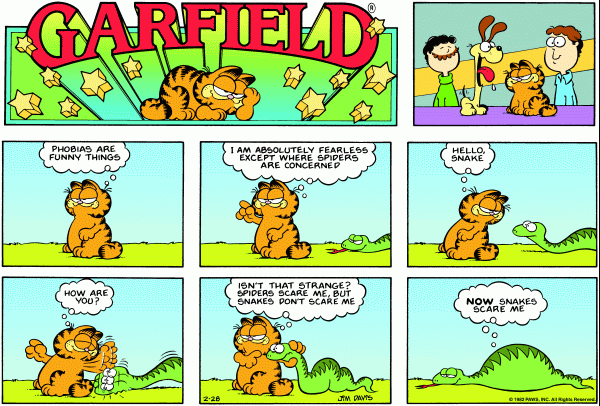 GARFIELD®
PHOBIAS ARE
FUNNY THINGS
I AM ABSOLUTELY FEARLESS
EXCEPT WHERE SPIDERS
ARE CONCERNED
HELLO,
SNAKE
HOW ARE
YOU?
ISN'T THAT STRANGE?
SPIDERS SCARE ME, BUT
SNAKES DON'T SCARE ME
2-28
JIM DAVIS
NOW SNAKES
SCARE ME
© 1982 PAWS, INC. All Rights Reserved.